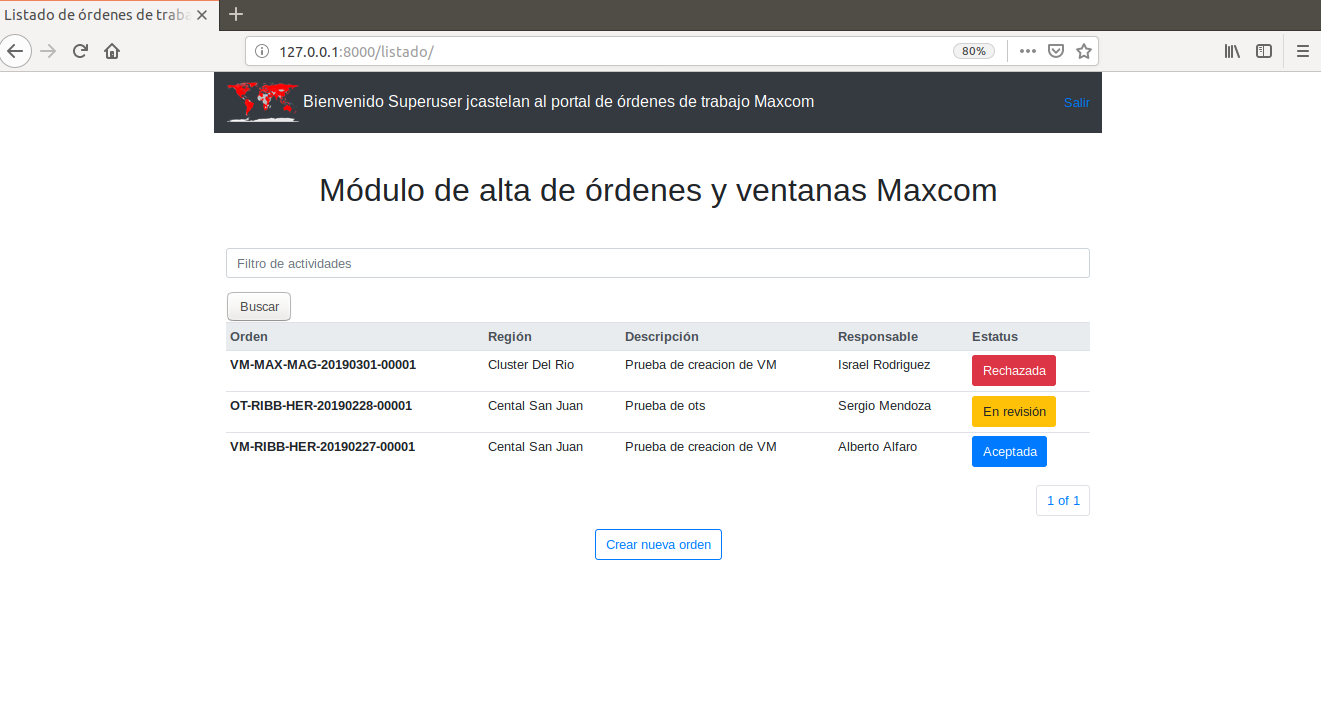 Listado de órdenes de traba
127.0.0.1:8000/listado/
80%
Bienvenido Superuser jcastelan al portal de órdenes de trabajo Maxcom
Salir
Módulo de alta de órdenes y ventanas Maxcom
Filtro de actividades
Buscar
Orden Región Descripción Responsable Estatus
VM-MAX-MAG-20190301-00001 Cluster Del Rio Prueba de creacion de VM Israel Rodriguez Rechazada
OT-RIBB-HER-20190228-00001 Cental San Juan Prueba de ots Sergio Mendoza En revisión
VM-RIBB-HER-20190227-00001 Cental San Juan Prueba de creacion de VM Alberto Alfaro Aceptada
1 of 1
Crear nueva orden